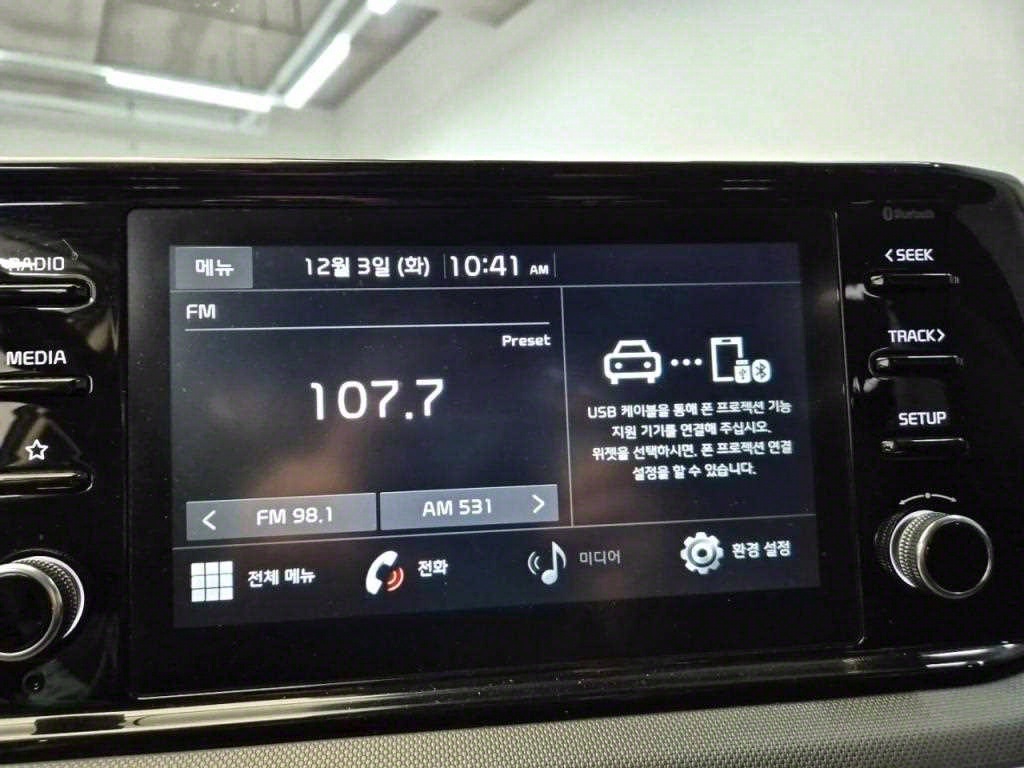 Bluetooth
RADIO
MEDIA
메뉴 12월 3일 (화) 10:41 AM
FM
Preset
107.7
FM 98.1
AM 531
USB 케이블을 통해 폰 프로젝션 기능
지원 기기를 연결해 주십시오.
위젯을 선택하시면, 폰 프로젝션 연결
설정을 할 수 있습니다.
전체 메뉴
전화
미디어
환경 설정
<SEEK
TRACK>
SETUP